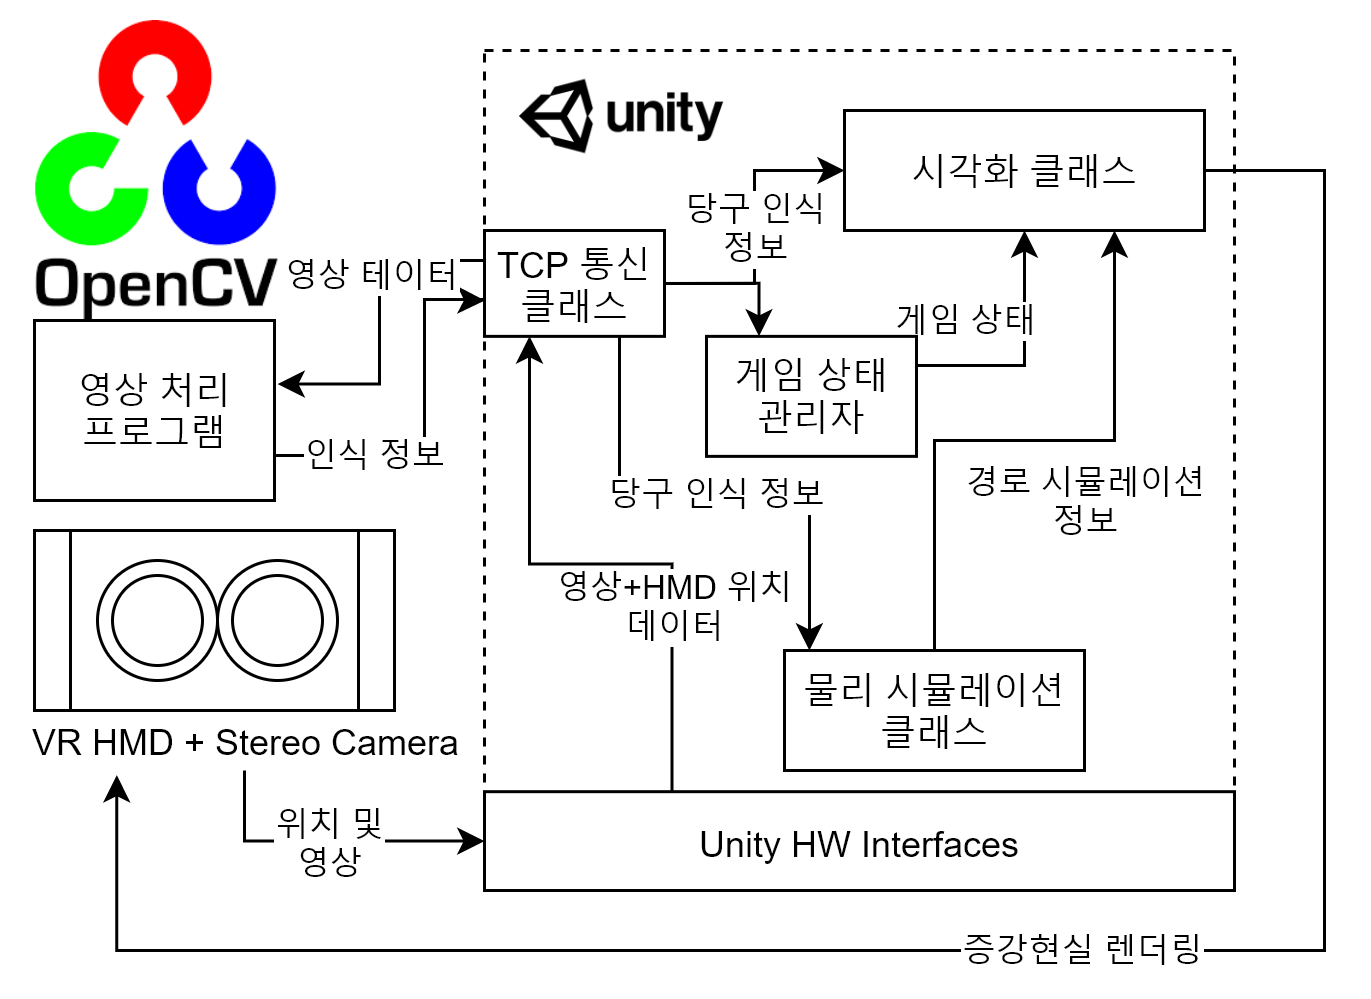 OpenCV
unity
시각화 클래스
당구 인식
정보
TCP 통신
클래스
영상 테이터
게임 상태
영상 처리
프로그램
게임 상태
관리자
인식 정보
당구 인식 정보
경로 시뮬레이션
정보
영상+HMD 위치
데이터
물리 시뮬레이션
클래스
VR HMD + Stereo Camera
위치 및
영상
Unity HW Interfaces
증강현실 렌더링